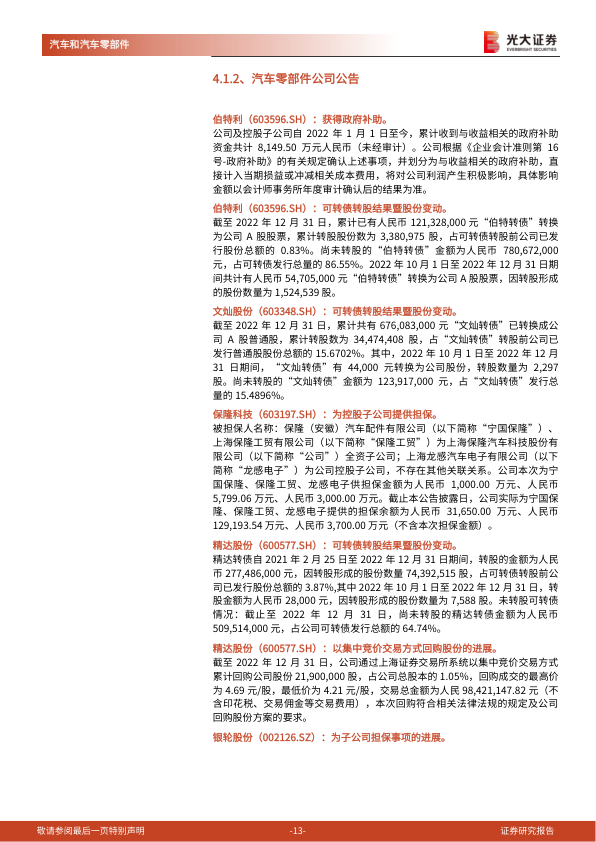 汽车和汽车零部件
光大证券
EVERBRIGHT SECURITIES
4.1.2、汽车零部件公司公告
伯特利（603596.SH）：获得政府补助。
公司及控股子公司自 2022 年 1 月 1 日至今，累计收到与收益相关的政府补助
资金共计 8,149.50 万元人民币（未经审计）。公司根据《企业会计准则第 16
号-政府补助》的有关规定确认上述事项，并划分为与收益相关的政府补助，直
接计入当期损益或冲减相关成本费用，将对公司利润产生积极影响，具体影响
金额以会计师事务所年度审计确认后的结果为准。
伯特利（603596.SH）：可转债转股结果暨股份变动。
截至 2022 年 12 月 31 日，累计已有人民币 121,328,000 元“伯特转债”转换
为公司 A 股股票，累计转股股份数为 3,380,975 股，占可转债转股前公司已发
行股份总额的 0.83%。尚未转股的“伯特转债”金额为人民币 780,672,000
元，占可转债发行总量的 86.55%。2022 年 10 月 1 日至 2022 年 12 月 31 日期
间共计有人民币 54,705,000 元“伯特转债”转换为公司 A 股股票，因转股形成
的股份数量为 1,524,539 股。
文灿股份（603348.SH）：可转债转股结果暨股份变动。
截至 2022 年 12 月 31 日，累计共有 676,083,000 元“文灿转债”已转换成公
司 A 股普通股，累计转股数为 34,474,408 股，占“文灿转债”转股前公司已
发行普通股股份总额的 15.6702%。其中，2022 年 10 月 1 日至 2022 年 12 月
31 日期间，“文灿转债”有 44,000 元转换为公司股份，转股数量为 2,297
股。尚未转股的“文灿转债”金额为 123,917,000 元，占“文灿转债”发行总
量的 15.4896%。
保隆科技（603197.SH）：为控股子公司提供担保。
被担保人名称：保隆（安徽）汽车配件有限公司（以下简称“宁国保隆”）、
上海保隆工贸有限公司（以下简称“保隆工贸”）为上海保隆汽车科技股份有
限公司（以下简称“公司”）全资子公司；上海龙感汽车电子有限公司（以下
简称“龙感电子”）为公司控股子公司，不存在其他关联关系。公司本次为宁
国保隆、保隆工贸、龙感电子供担保金额为人民币 1,000.00 万元、人民币
5,799.06 万元、人民币 3,000.00 万元。截止本公告披露日，公司实际为宁国保
隆、保隆工贸、龙感电子提供的担保余额为人民币 31,650.00 万元、人民币
129,193.54 万元、人民币 3,700.00 万元（不含本次担保金额）。
精达股份（600577.SH）：可转债转股结果暨股份变动。
精达转债自 2021 年 2 月 25 日至 2022 年 12 月 31 日期间，转股的金额为人民
币 277,486,000 元，因转股形成的股份数量 74,392,515 股，占可转债转股前公
司已发行股份总额的 3.87%,其中 2022 年 10 月 1 日至 2022 年 12 月 31 日，转
股金额为人民币 28,000 元，因转股形成的股份数量为 7,588 股。未转股可转债
情况：截止至 2022 年 12 月 31 日，尚未转股的精达转债金额为人民币
509,514,000 元，占公司可转债发行总额的 64.74%。
精达股份（600577.SH）：以集中竞价交易方式回购股份的进展。
截至 2022 年 12 月 31 日，公司通过上海证券交易所系统以集中竞价交易方式
累计回购公司股份 21,900,000 股，占公司总股本的 1.05%，回购成交的最高价
为 4.69 元/股，最低价为 4.21 元/股，交易总金额为人民 98,421,147.82 元（不
含印花税、交易佣金等交易费用），本次回购符合相关法律法规的规定及公司
回购股份方案的要求。
银轮股份（002126.SZ）：为子公司担保事项的进展。
敬请参阅最后一页特别声明
-13-
证券研究报告